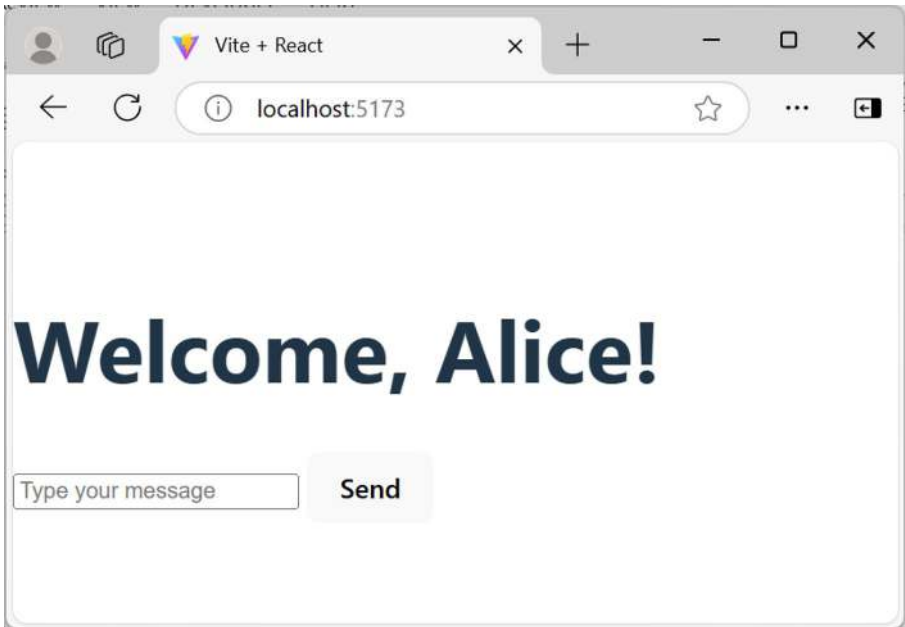 Vite + React
localhost:5173
Welcome, Alice!
Type your message
Send